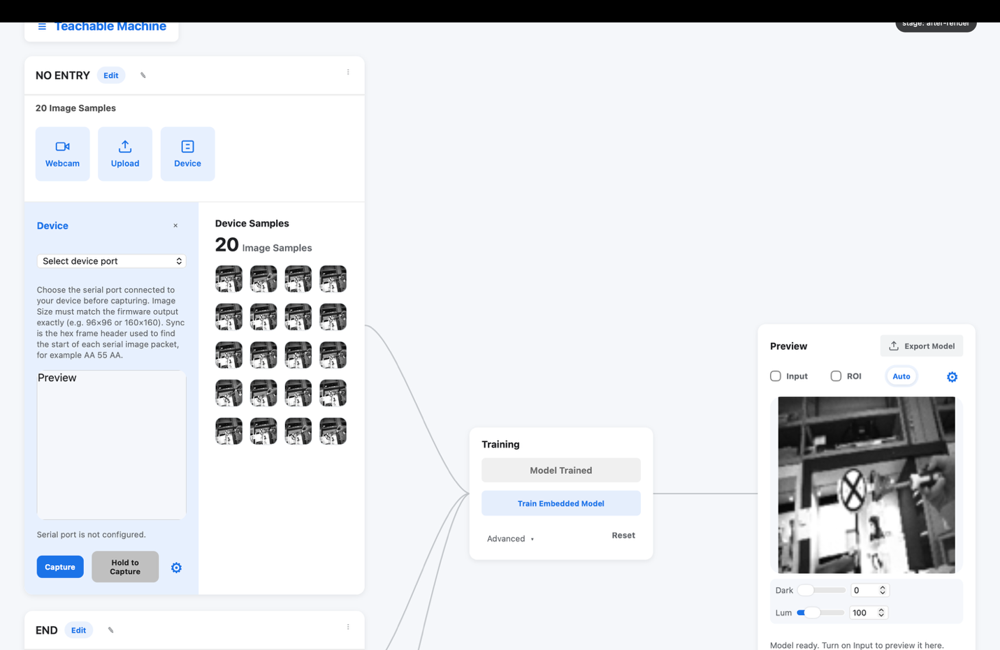 Teachable Machine
stage: after-render
NO ENTRY Edit
20 Image Samples
Webcam Upload Device
Device
Select device port
Choose the serial port connected to
your device before capturing. Image
Size must match the firmware output
exactly (e.g. 96×96 or 160×160). Sync
is the hex frame header used to find
the start of each serial image packet,
for example AA 55 AA.
Preview
Serial port is not configured.
Capture
Hold to
Capture
Device Samples
20 Image Samples
END Edit
Training
Model Trained
Train Embedded Model
Advanced
Reset
Preview
Export Model
Input ROI Auto
Dark 0
Lum 100
Model ready. Turn on Input to preview it here.